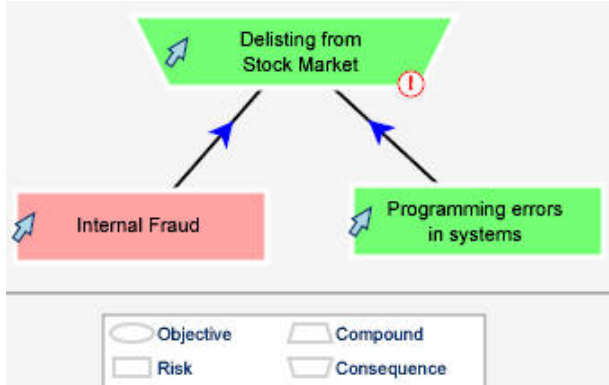 Delisting from
Stock Market
!
Internal Fraud
Programming errors
in systems
Objective
Compound
Risk
Consequence